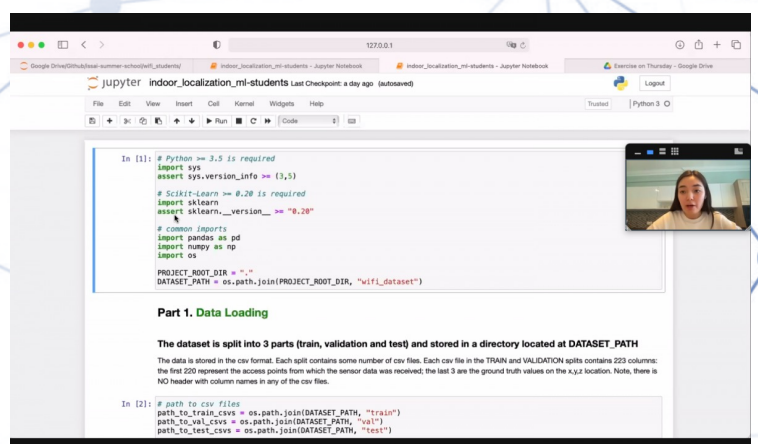 127.0.0.1
Google Drive/Github/issai-summer-school/wifi_students/
indoor_localization_ml-students - Jupyter Notebook
indoor_localization_ml-students - Jupyter Notebook
Exercise on Thursday - Google Drive
jupyter indoor_localization_ml-students Last Checkpoint: a day ago (autosaved)
Logout
File Edit View Insert Cell Kernel Widgets Help
Trusted Python 3
Run Code
In [1]: # Python >= 3.5 is required
import sys
assert sys.version_info >= (3,5)
# Scikit-Learn >= 0.20 is required
import sklearn
assert sklearn.__version__ >= "0.20"
# common imports
import pandas as pd
import numpy as np
import os
PROJECT_ROOT_DIR = "."
DATASET_PATH = os.path.join(PROJECT_ROOT_DIR, "wifi_dataset")
Part 1. Data Loading
The dataset is split into 3 parts (train, validation and test) and stored in a directory located at DATASET_PATH
The data is stored in the csv format. Each split contains some number of csv files. Each csv file in the TRAIN and VALIDATION splits contains 223 columns:
the first 220 represent the access points from which the sensor data was received; the last 3 are the ground truth values on the x,y,z location. Note, there is
NO header with column names in any of the csv files.
In [2]: # path to csv files
path_to_train_csvs = os.path.join(DATASET_PATH, "train")
path_to_val_csvs = os.path.join(DATASET_PATH, "val")
path_to_test_csvs = os.path.join(DATASET_PATH, "test")